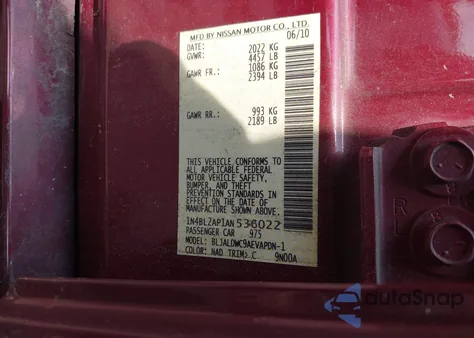 MFD BY NISSAN MOTOR CO., LTD.
DATE: 06/10
GVWR: 2022 KG
4457 LB
GAWR FR.: 1086 KG
2394 LB
GAWR RR.: 993 KG
2189 LB
THIS VEHICLE CONFORMS TO
ALL APPLICABLE FEDERAL
MOTOR VEHICLE SAFETY,
BUMPER, AND THEFT
PREVENTION STANDARDS IN
EFFECT ON THE DATE OF
MANUFACTURE SHOWN ABOVE.
1N4BL2AP1AN536022
PASSENGER CAR 975
MODEL: BLJALDWC9AEVAPDN-1
COLOR: NAD TRIM: C 9N00A
R
L
autoSnap